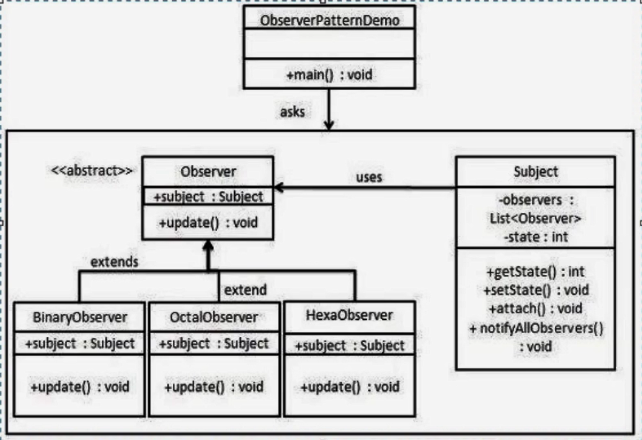 ObserverPatternDemo
+main() : void
asks
<<abstract>>
Observer
+subject : Subject
+update() : void
uses
Subject
-observers :
List<Observer>
-state : int
+getState() : int
+setState() : void
+attach() : void
+ notifyAllObservers()
: void
extends
extend
BinaryObserver
+subject : Subject
+update() : void
OctalObserver
+subject : Subject
+update() : void
HexaObserver
+subject : Subject
+update() : void